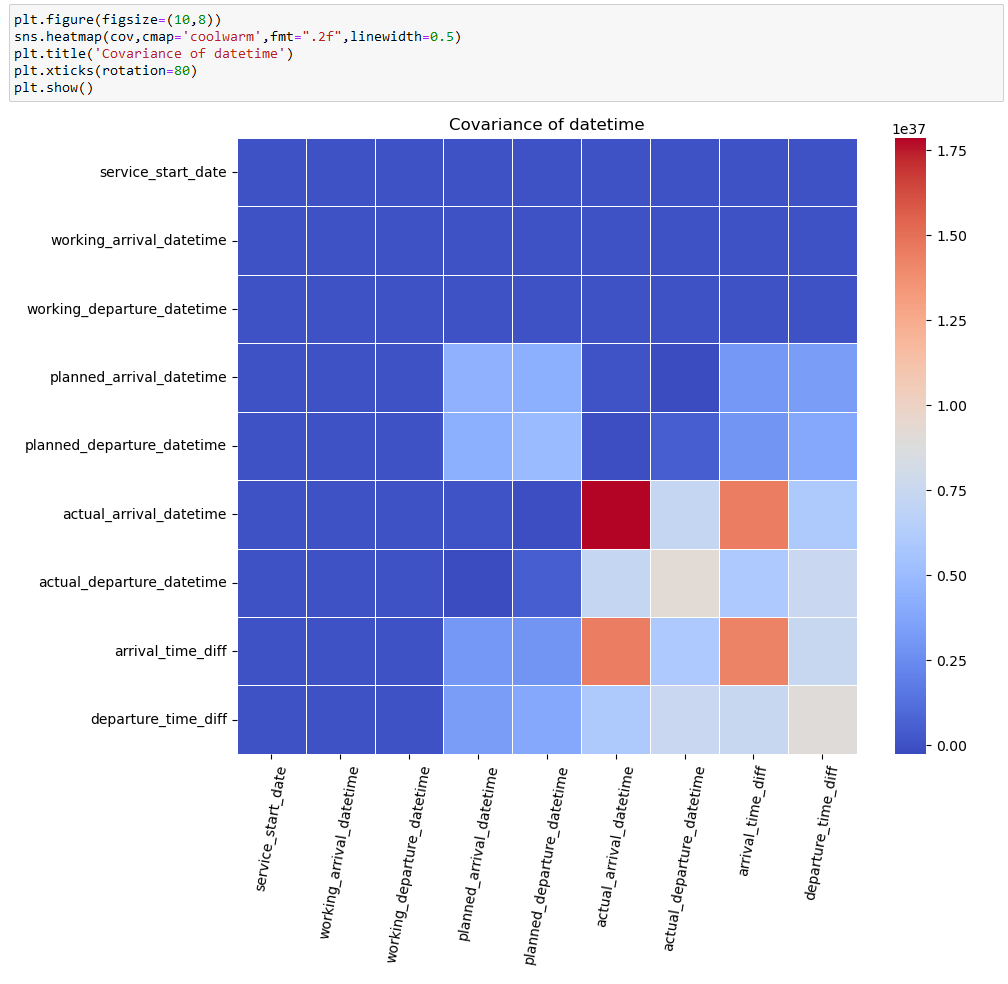 plt.figure(figsize=(10,8))
sns.heatmap(cov,cmap='coolwarm',fmt=".2f",linewidth=0.5)
plt.title('Covariance of datetime')
plt.xticks(rotation=80)
plt.show()
Covariance of datetime
1e37
service_start_date
working_arrival_datetime
working_departure_datetime
planned_arrival_datetime
planned_departure_datetime
actual_arrival_datetime
actual_departure_datetime
arrival_time_diff
departure_time_diff
1.75
1.50
1.25
1.00
0.75
0.50
0.25
0.00
service_start_date
working_arrival_datetime
working_departure_datetime
planned_arrival_datetime
planned_departure_datetime
actual_arrival_datetime
actual_departure_datetime
arrival_time_diff
departure_time_diff